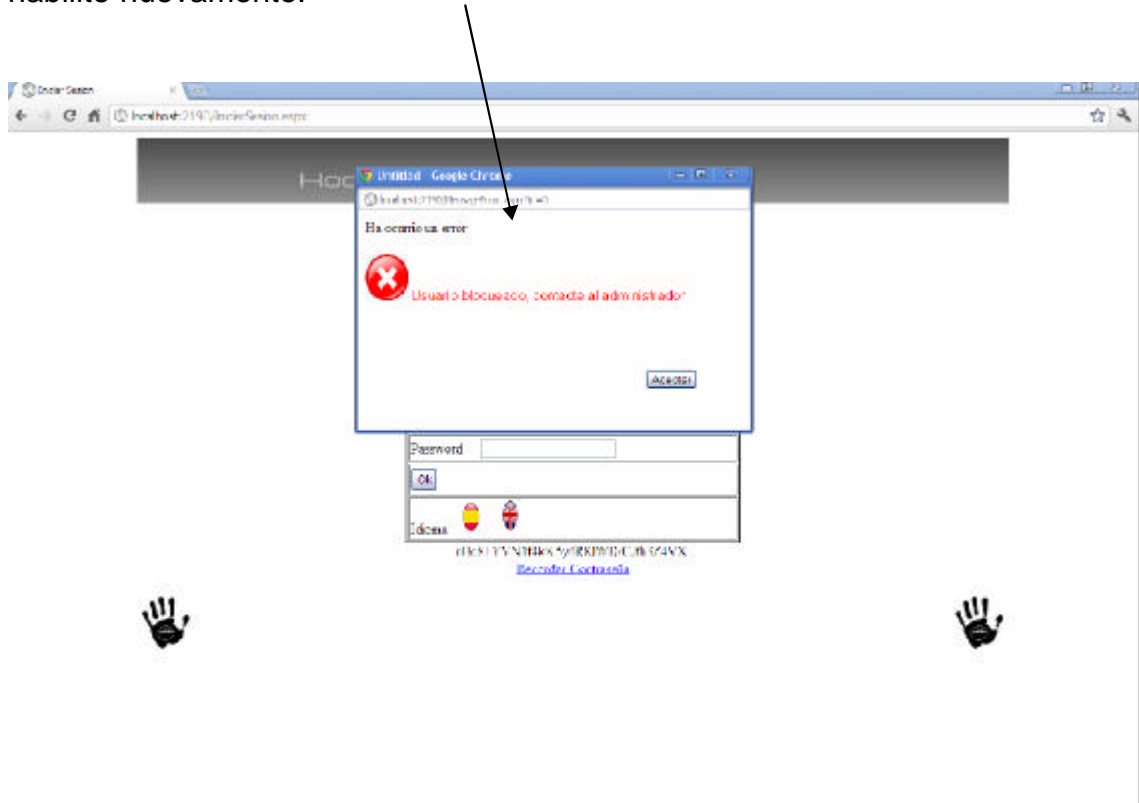 habilite nuevamente.
Iniciar Sesion
localhost:2190/IniciarSesion.aspx
Untitled - Google Chrome
Ha ocurrio un error
Usuario bloqueado, contacte al administrador
Aceptar
Password
Ok
Idioma
Recordar Contraseña